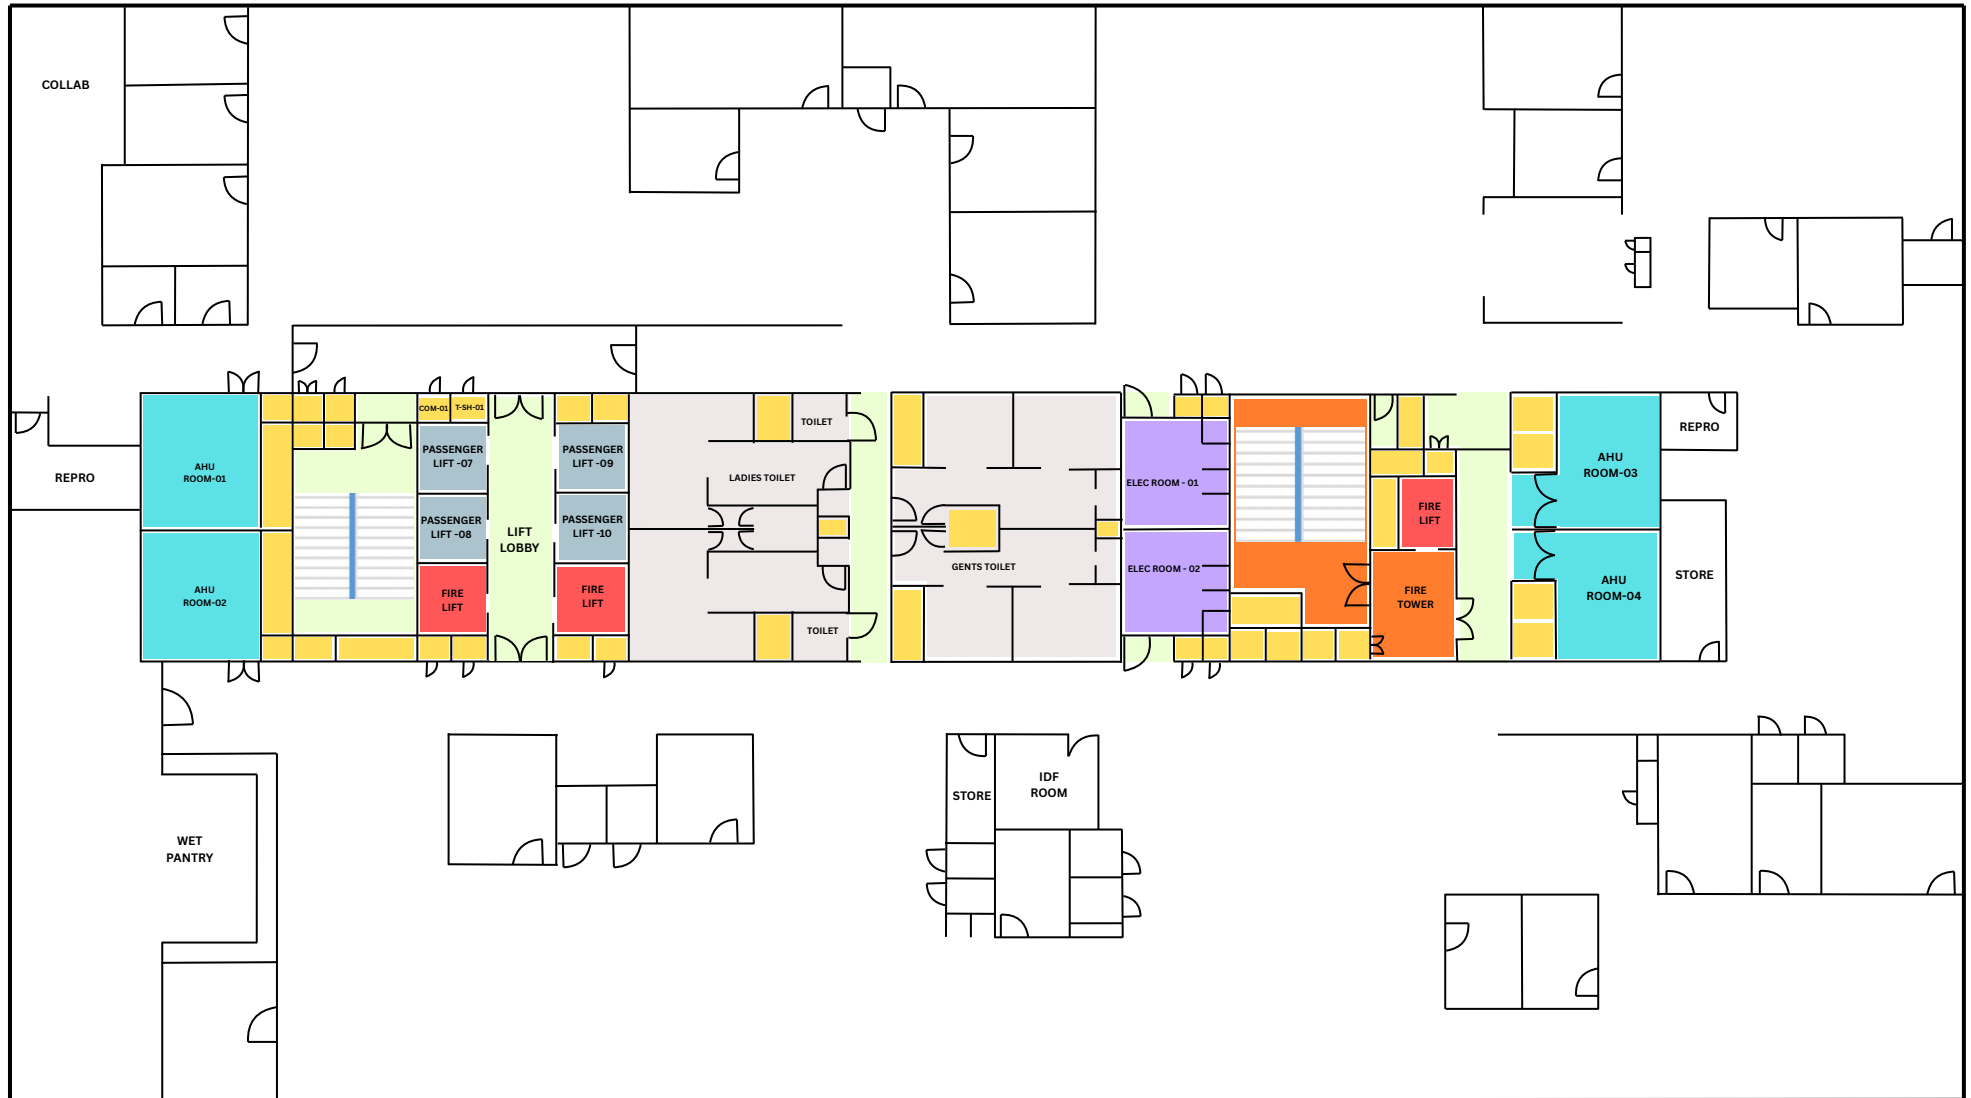 COLLAB
COM-01
T-SH-01
TOILET
REPRO
PASSENGER
LIFT -07
PASSENGER
LIFT -09
AHU
ROOM-01
REPRO
LADIES TOILET
ELEC ROOM - 01
AHU
ROOM-03
FIRE
LIFT
PASSENGER
LIFT -08
PASSENGER
LIFT -10
LIFT
LOBBY
GENTS TOILET
ELEC ROOM - 02
STORE
AHU
ROOM-02
FIRE
LIFT
FIRE
LIFT
FIRE
TOWER
AHU
ROOM-04
TOILET
STORE
IDF
ROOM
WET
PANTRY